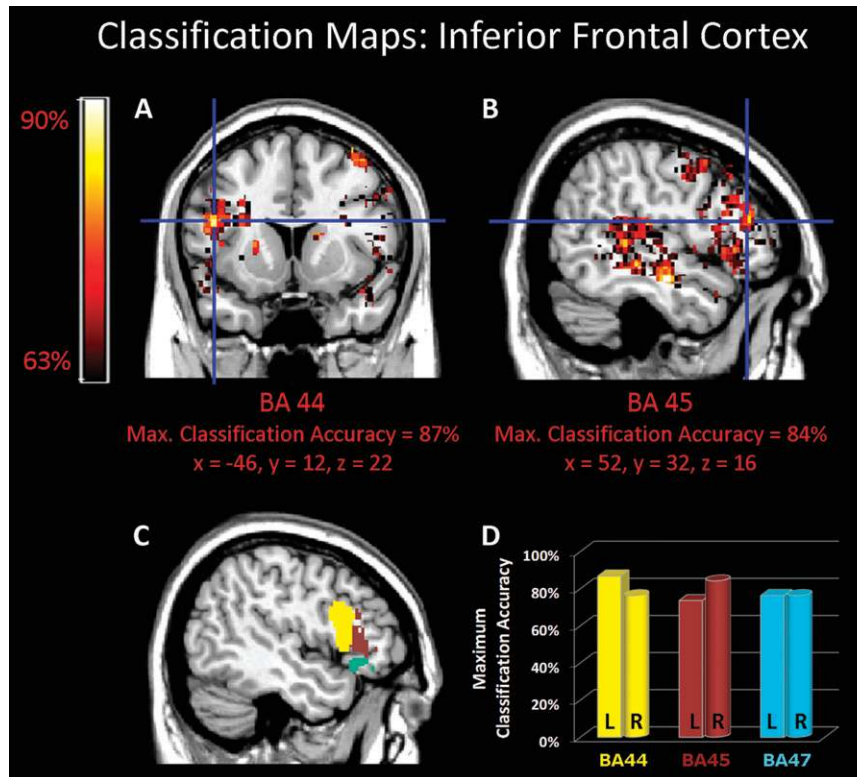 Classification Maps: Inferior Frontal Cortex
90%
63%
A
B
BA 44
Max. Classification Accuracy = 87%
x = -46, y = 12, z = 22
BA 45
Max. Classification Accuracy = 84%
x = 52, y = 32, z = 16
C
D
Maximum
Classification Accuracy
100%
80%
60%
40%
20%
0%
L R L R L R
BA44 BA45 BA47